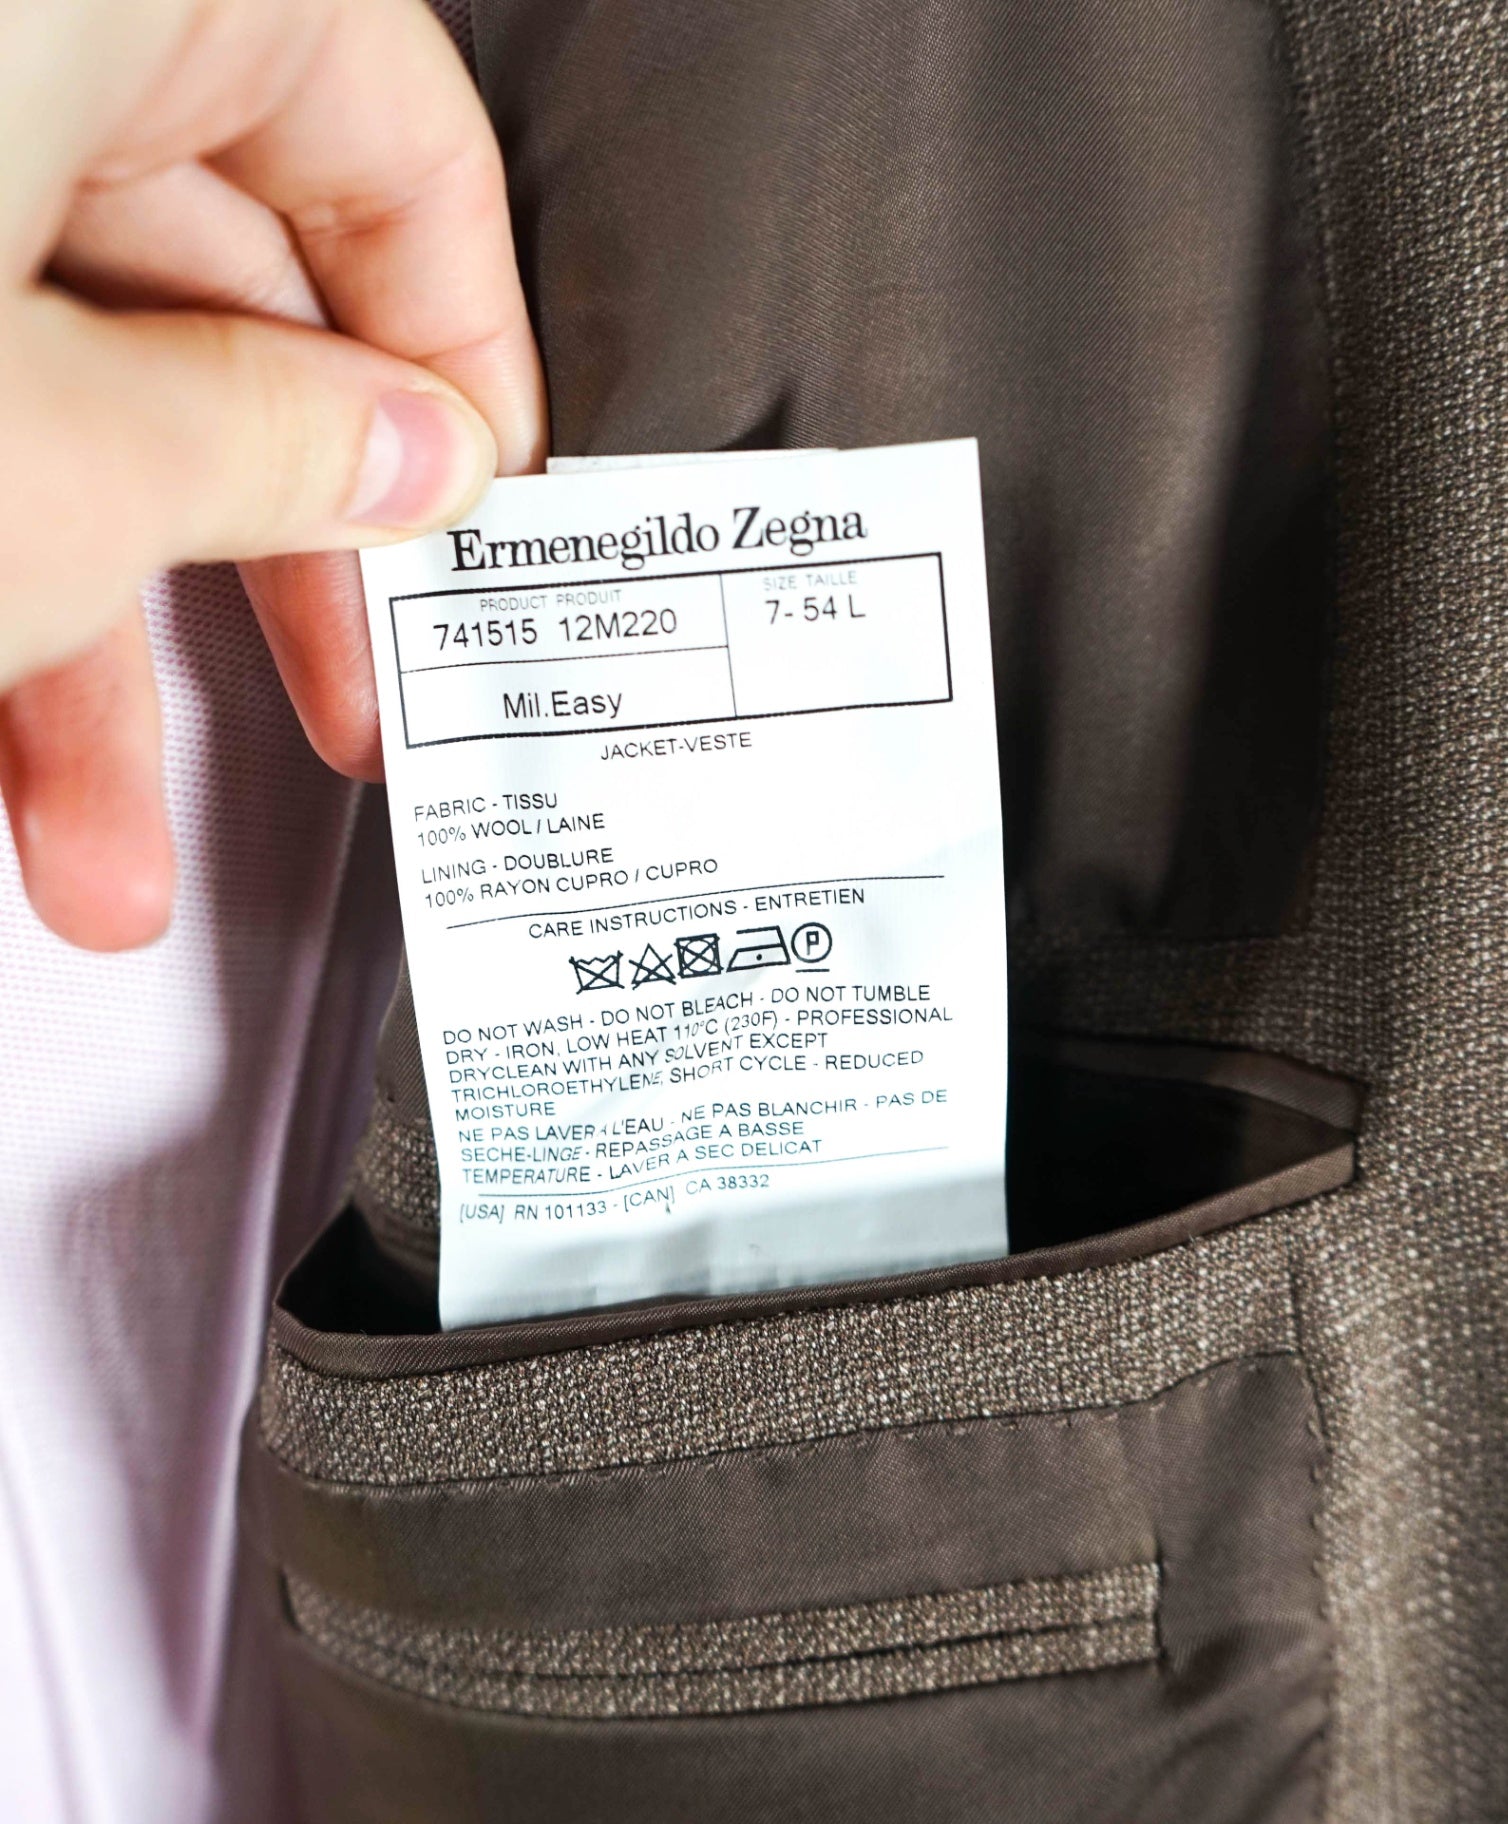 Ermenegildo Zegna
PRODUCT PRODUIT
741515 12M220
SIZE TAILLE
7- 54 L
Mil.Easy
JACKET-VESTE
FABRIC - TISSU
100% WOOL / LAINE
LINING - DOUBLURE
100% RAYON CUPRO / CUPRO
CARE INSTRUCTIONS - ENTRETIEN
P
DO NOT WASH - DO NOT BLEACH - DO NOT TUMBLE
DRY - IRON, LOW HEAT 110°C (230F) - PROFESSIONAL
DRYCLEAN WITH ANY SOLVENT EXCEPT
TRICHLOROETHYLENE, SHORT CYCLE - REDUCED
MOISTURE
NE PAS LAVER A L'EAU - NE PAS BLANCHIR - PAS DE
SECHE-LINGE - REPASSAGE A BASSE
TEMPERATURE - LAVER A SEC DELICAT
[USA] RN 101133 - [CAN] CA 38332